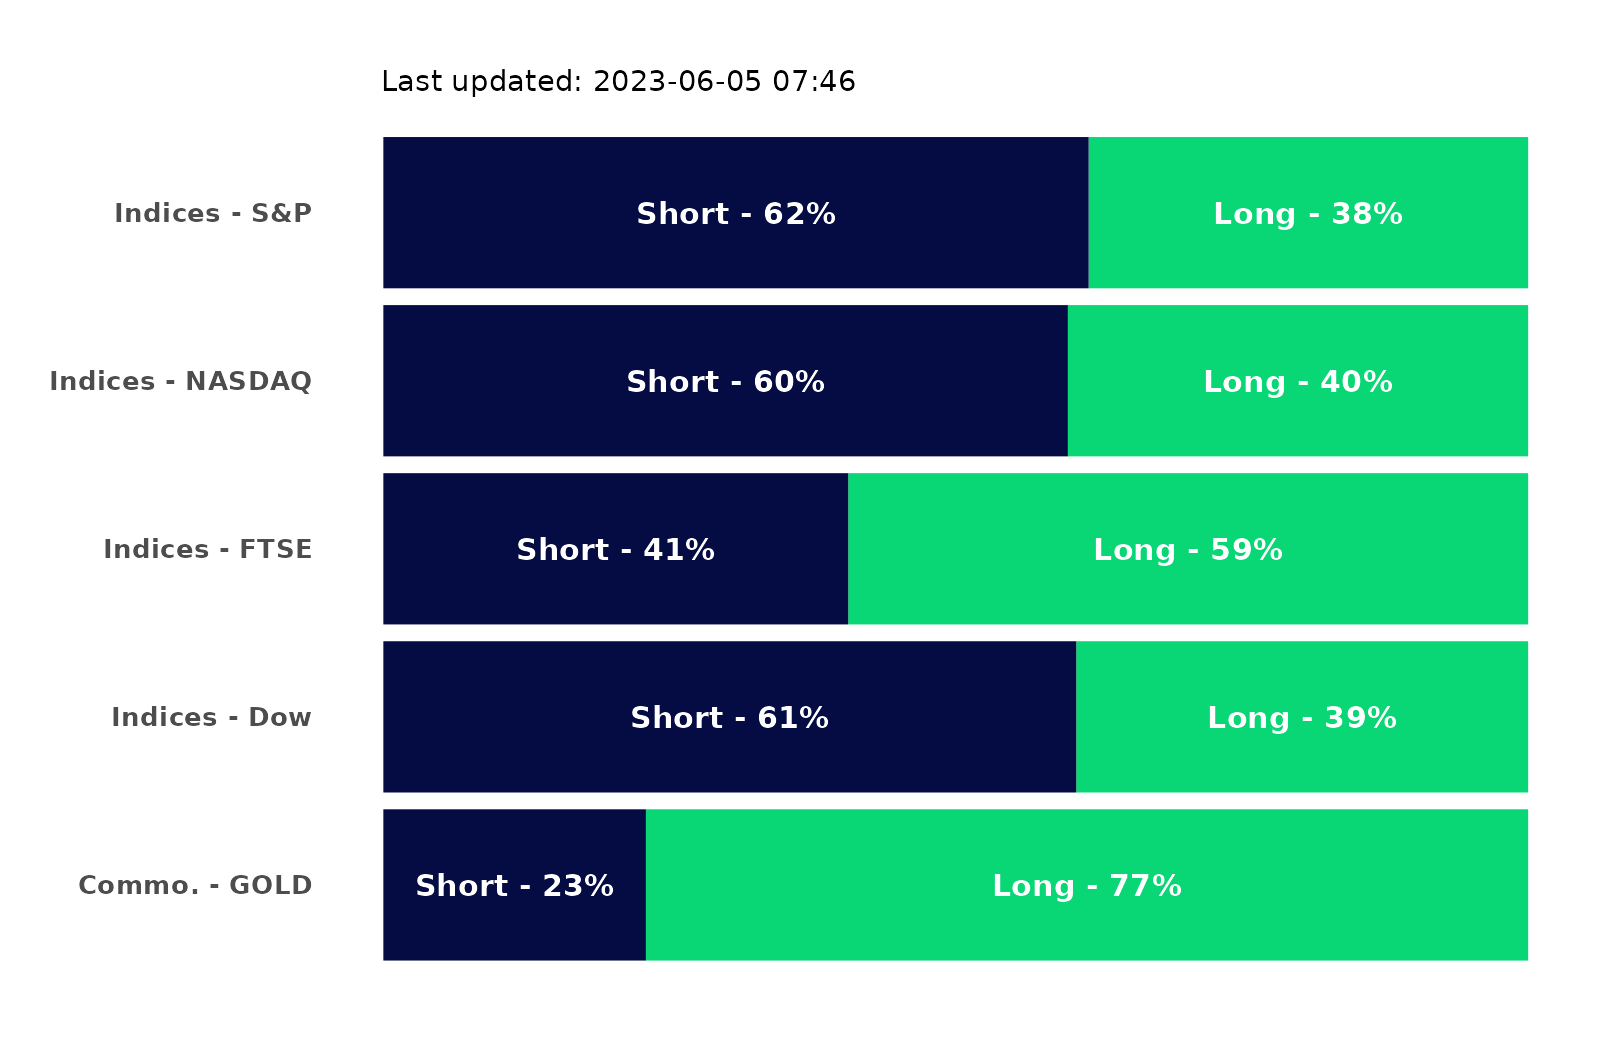 Last updated: 2023-06-05 07:46
Indices - S&P Short - 62% Long - 38%
Indices - NASDAQ Short - 60% Long - 40%
Indices - FTSE Short - 41% Long - 59%
Indices - Dow Short - 61% Long - 39%
Commo. - GOLD Short - 23% Long - 77%